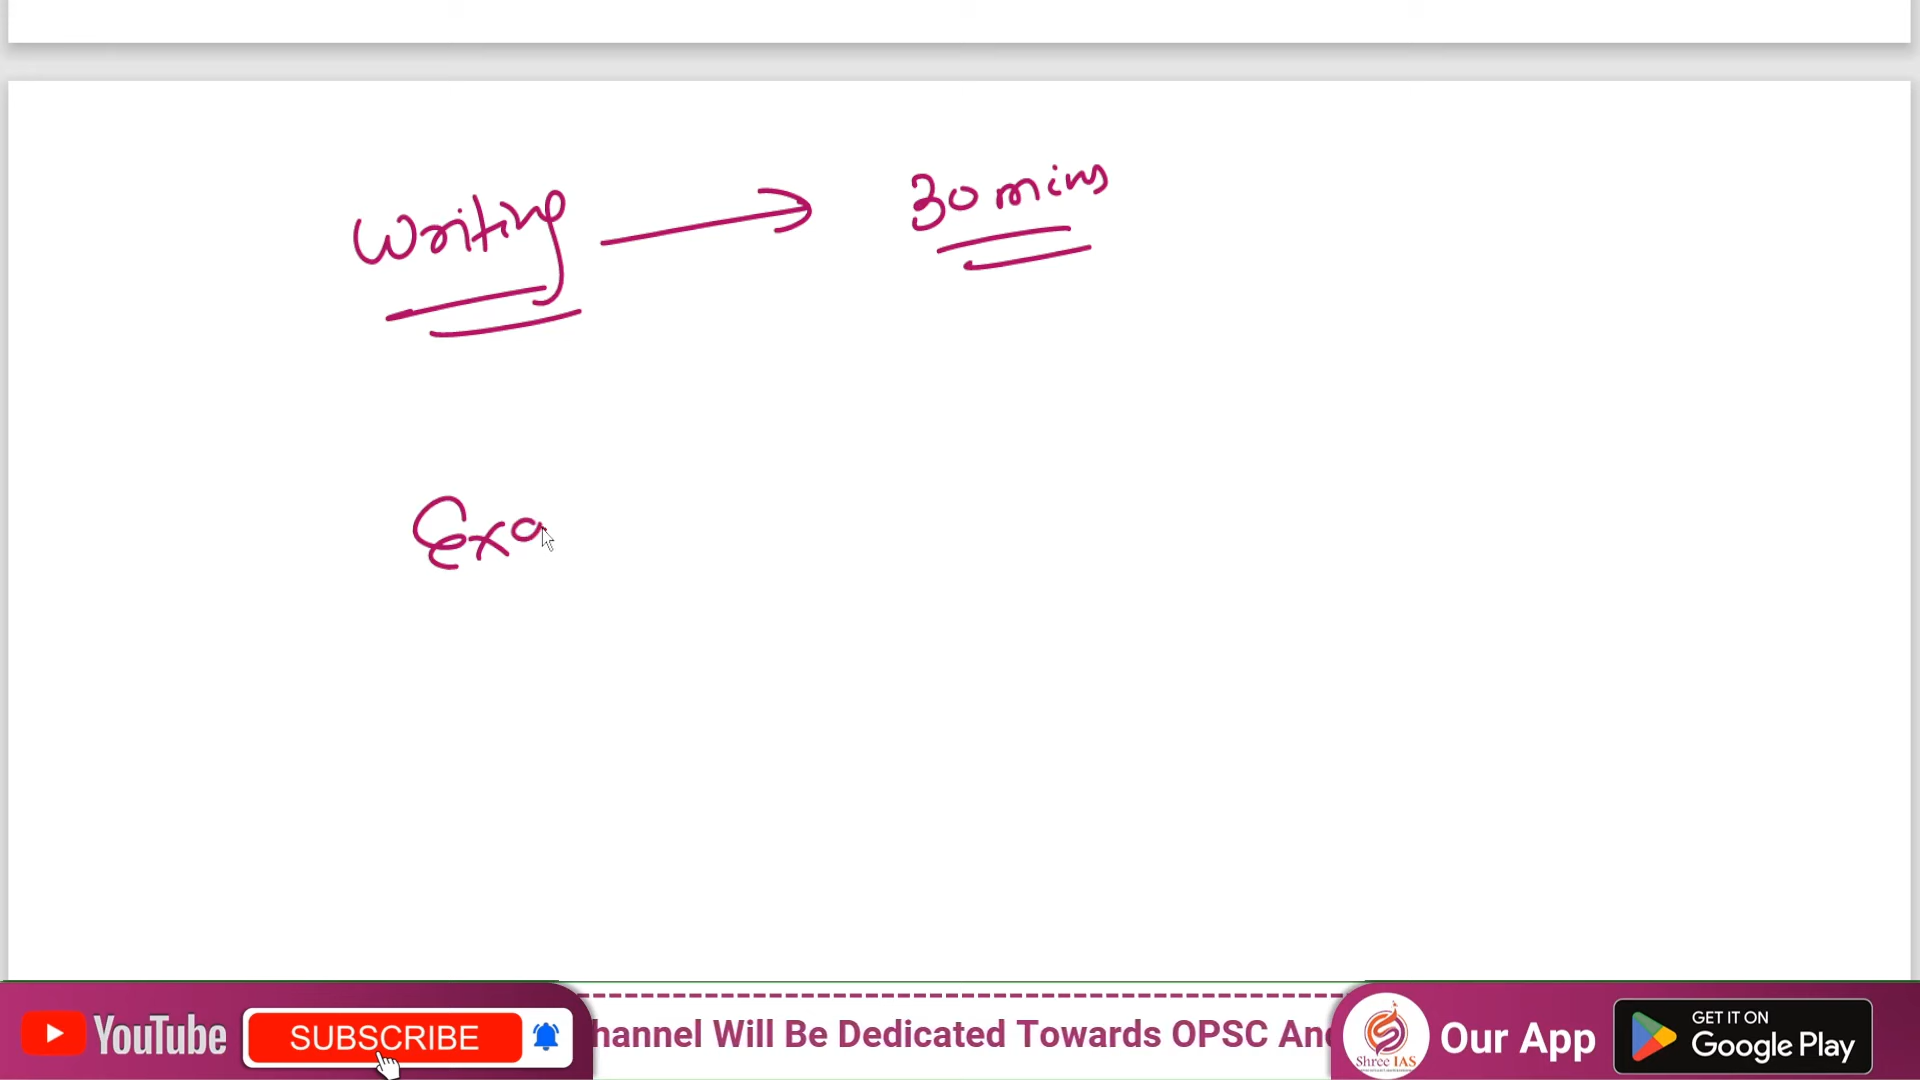 Writing → 30 mins
Exa
YouTube SUBSCRIBE hannel Will Be Dedicated Towards OPSC And Shree IAS Our App GET IT ON Google Play